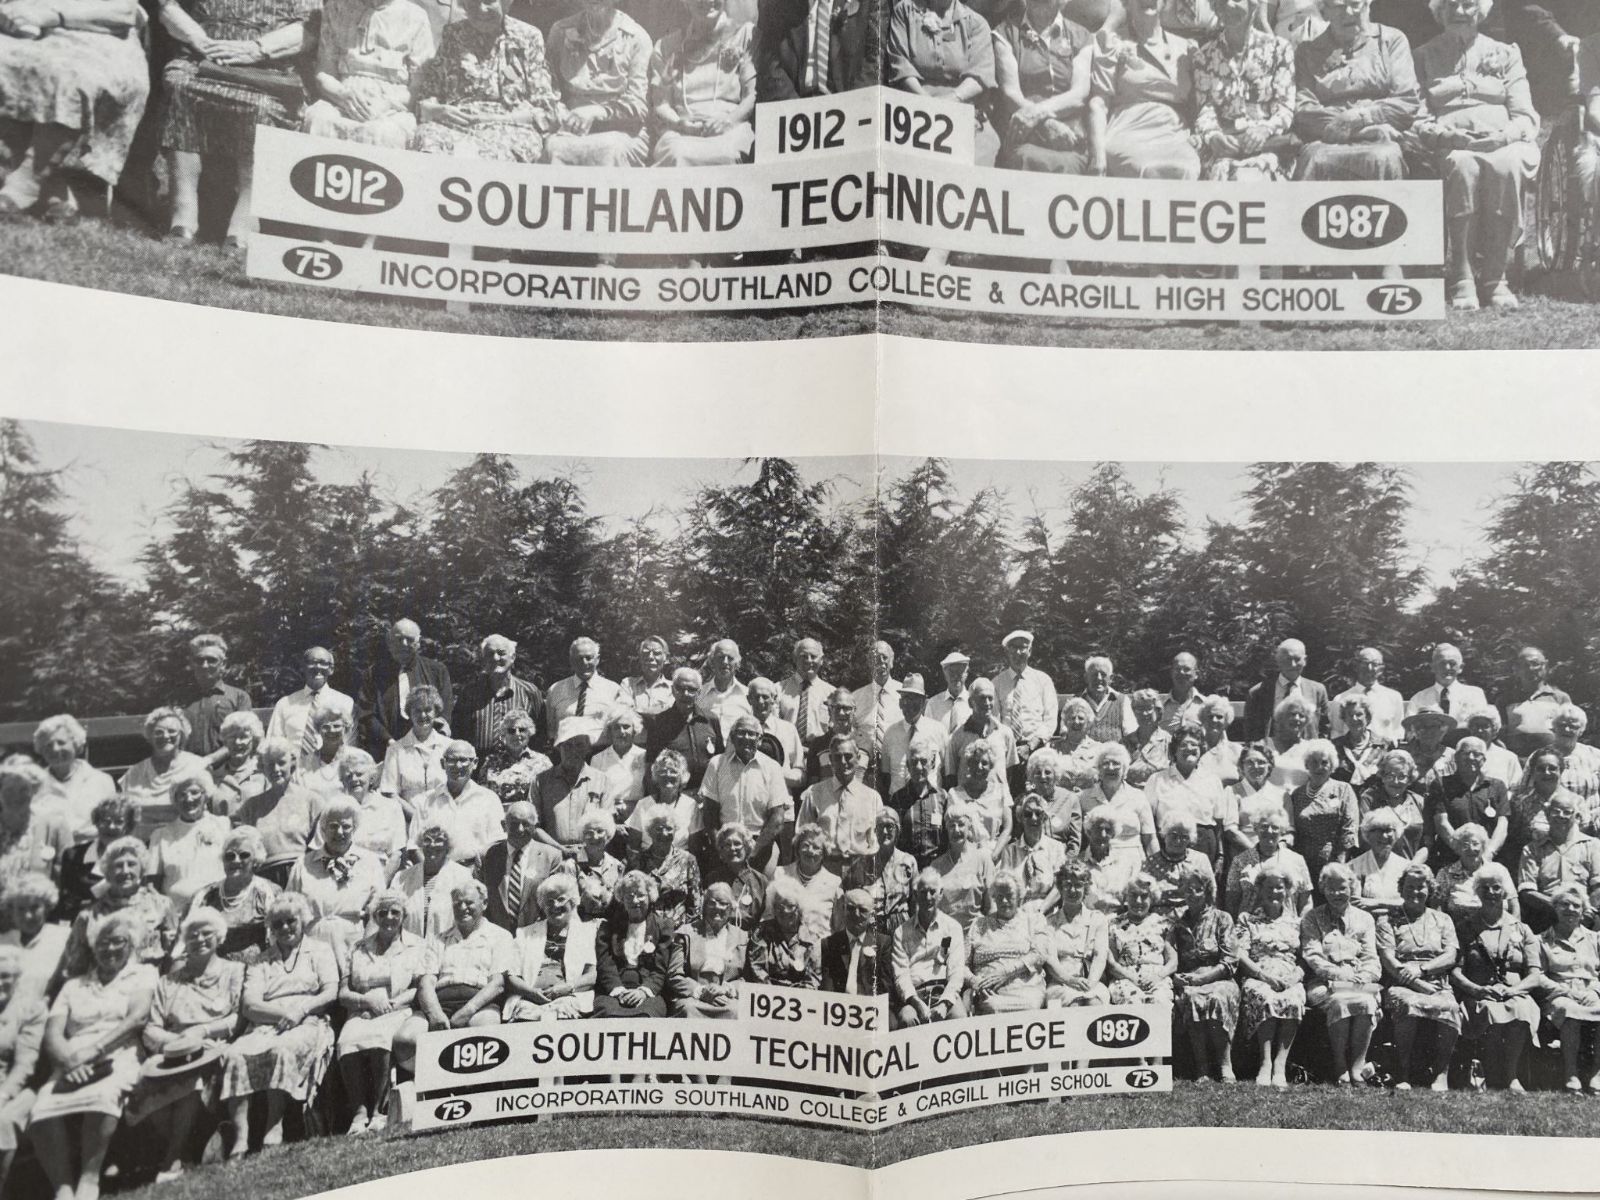 1912 - 1922
1912 SOUTHLAND TECHNICAL COLLEGE 1987
75 INCORPORATING SOUTHLAND COLLEGE & CARGILL HIGH SCHOOL 75
1923 - 1932
1912 SOUTHLAND TECHNICAL COLLEGE 1987
75 INCORPORATING SOUTHLAND COLLEGE & CARGILL HIGH SCHOOL 75